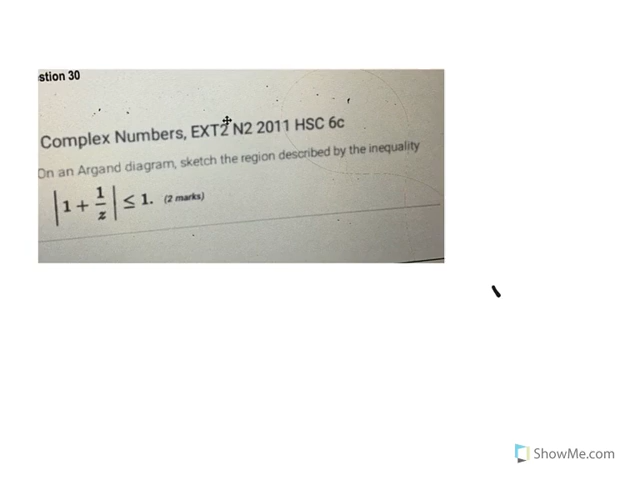 stion 30
Complex Numbers, EXT2 N2 2011 HSC 6c
On an Argand diagram, sketch the region described by the inequality
|1 + 1/z| ≤ 1. (2 marks)
ShowMe.com